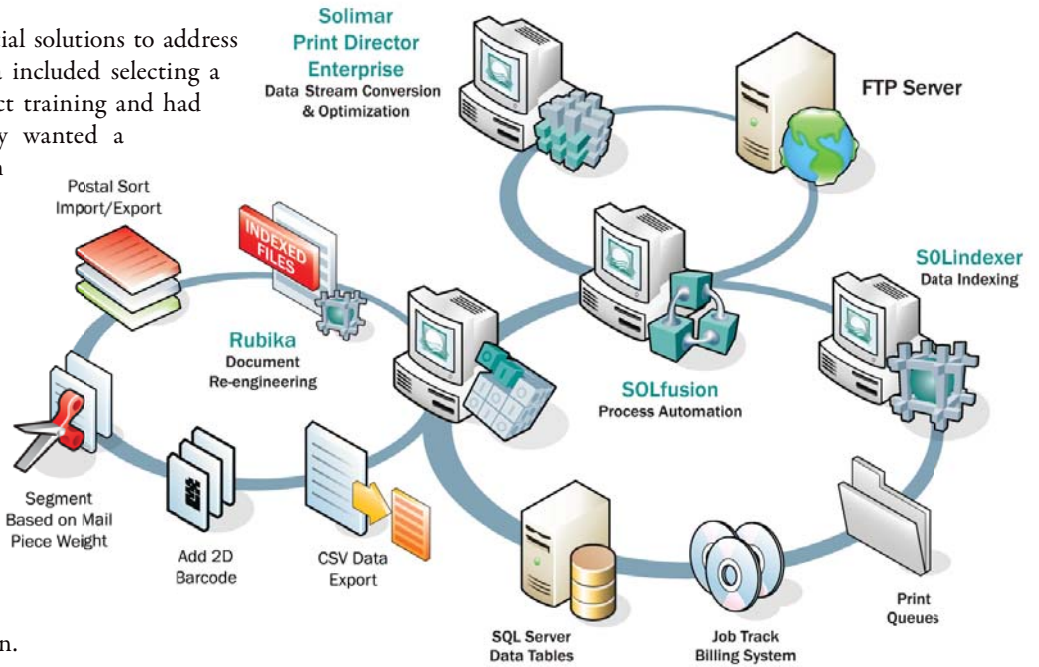 cial solutions to address
included selecting a
ct training and had
y wanted a
n.
Solimar
Print Director
Enterprise
Data Stream Conversion
& Optimization
FTP Server
Postal Sort
Import/Export
INDEXED
FILES
Rubika
Document
Re-engineering
SOLfusion
Process Automation
SOLindexer
Data Indexing
Segment
Based on Mail
Piece Weight
Add 2D
Barcode
CSV Data
Export
SQL Server
Data Tables
Job Track
Billing System
Print
Queues